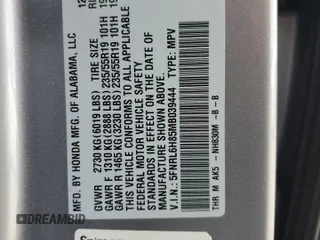 MFD. BY HONDA MFG. OF ALABAMA, LLC 12
GVWR 2730 KG(6019 LBS) TIRE SIZE RI
GAWR F 1310 KG(2888 LBS)235/55R19 101H
GAWR R 1465 KG(3230 LBS)235/55R19 101H
THIS VEHICLE CONFORMS TO ALL APPLICABLE
FEDERAL MOTOR VEHICLE SAFETY STANDARDS
IN EFFECT ON THE DATE OF
MANUFACTURE SHOWN ABOVE.
V.I.N.: 5FNRL6H85MB039444 TYPE: MPV
THR M AK5 - NH830M -B - B
DREAMBID.COM